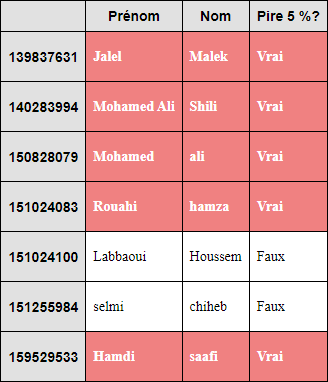 Prénom Nom Pire 5 %?
139837631 Jalel Malek Vrai
140283994 Mohamed Ali Shili Vrai
150828079 Mohamed ali Vrai
151024083 Rouahi hamza Vrai
151024100 Labbaoui Houssem Faux
151255984 selmi chiheb Faux
159529533 Hamdi saafi Vrai